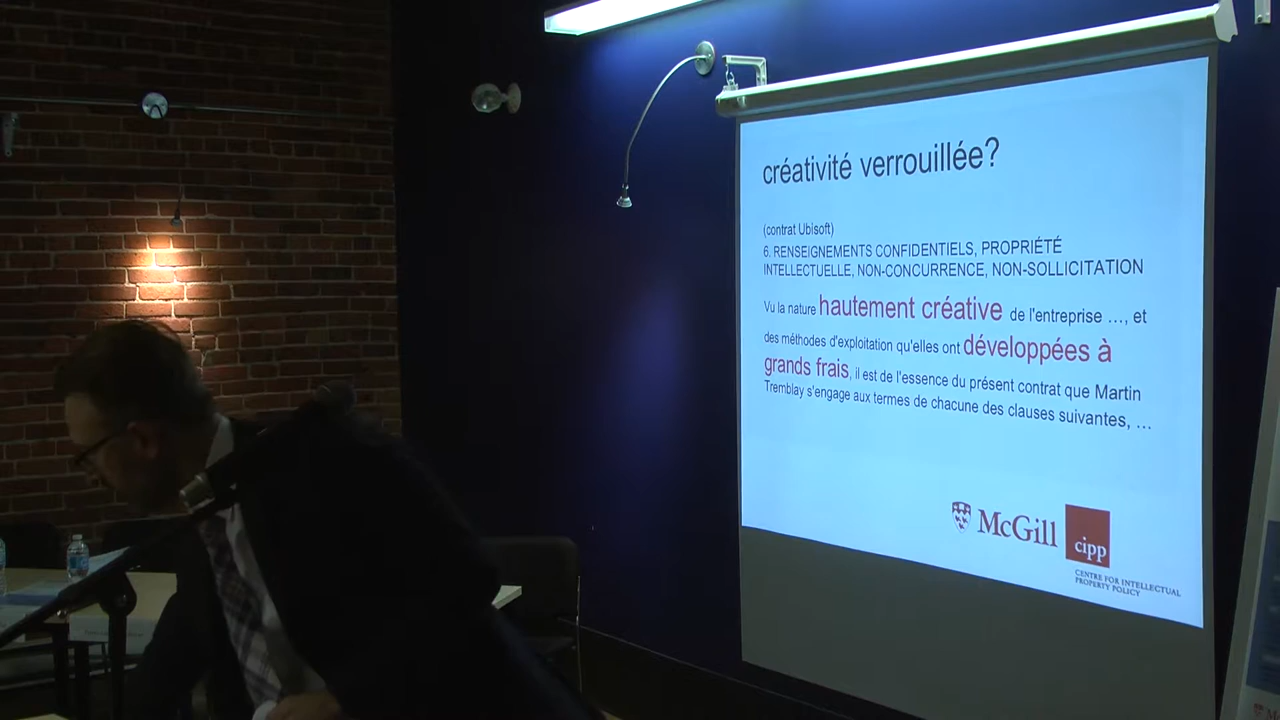 créativité verrouillée?
(contrat Ubisoft)
6. RENSEIGNEMENTS CONFIDENTIELS, PROPRIÉTÉ
INTELLECTUELLE, NON-CONCURRENCE, NON-SOLLICITATION
Vu la nature hautement créative de l'entreprise …, et
des méthodes d'exploitation qu'elles ont développées à
grands frais, il est de l'essence du présent contrat que Martin
Tremblay s'engage aux termes de chacune des clauses suivantes, …
McGill
cipp
CENTRE FOR INTELLECTUAL
PROPERTY POLICY